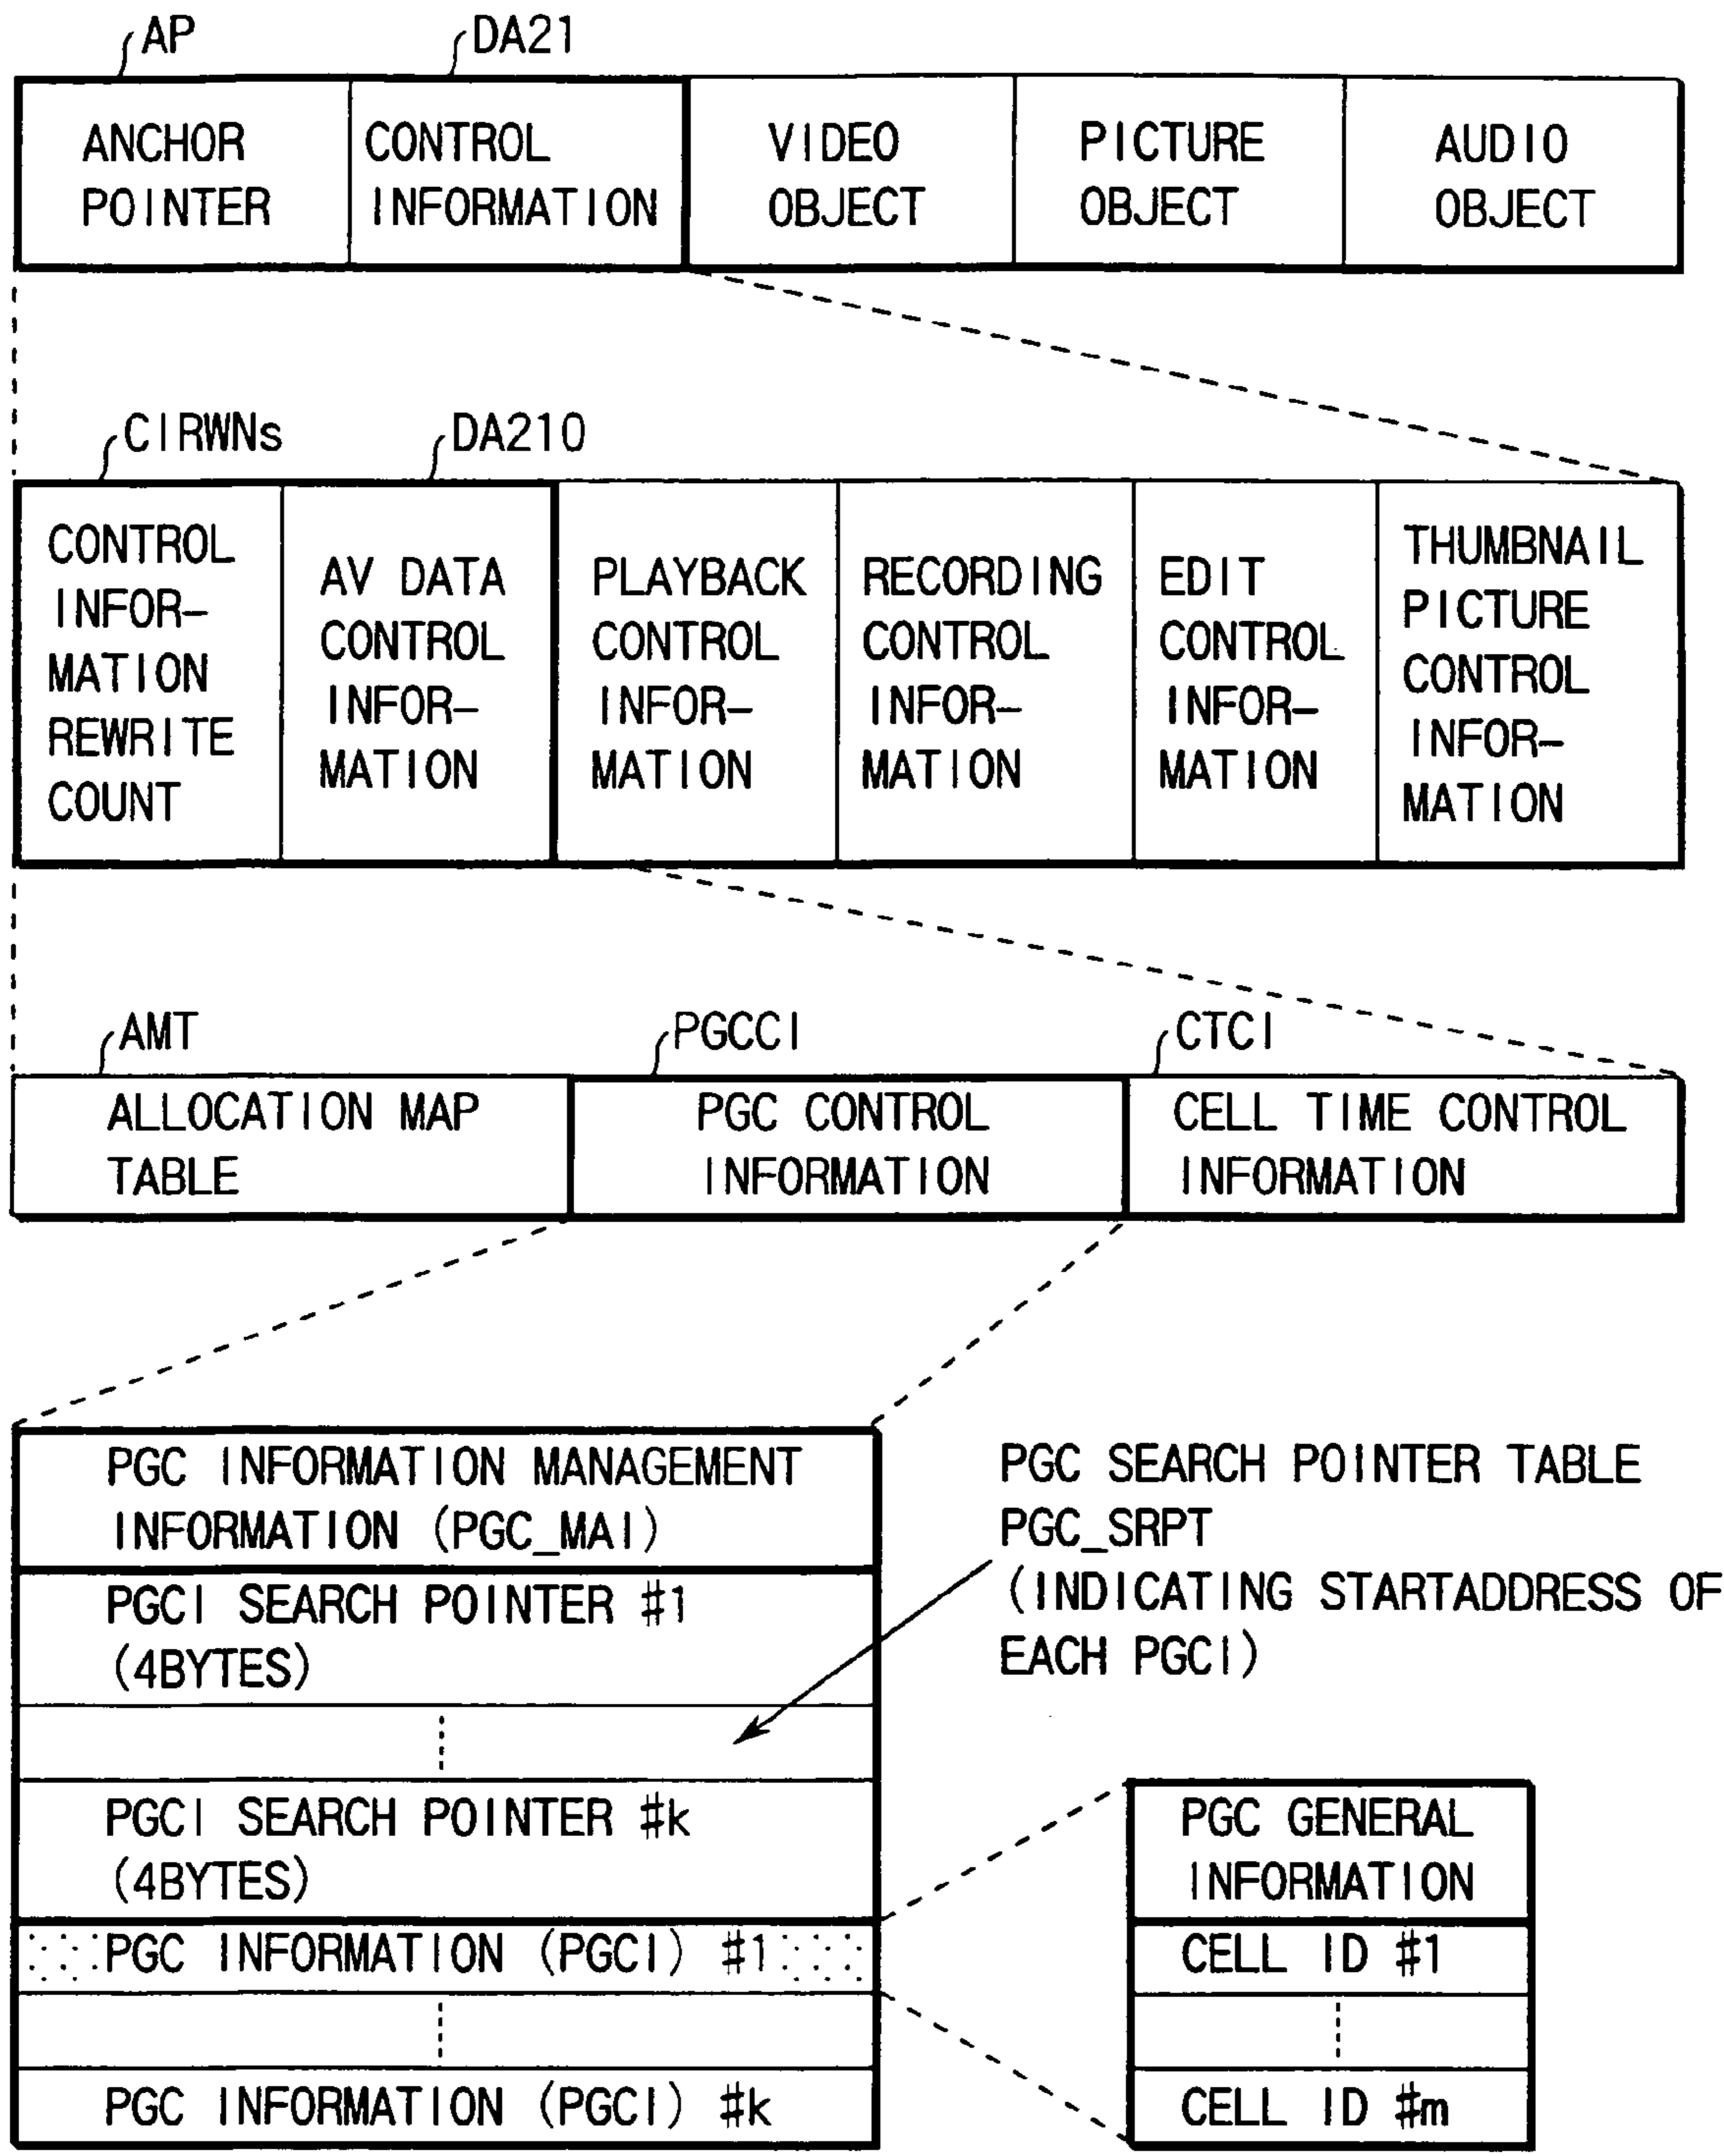 AP
DA21
ANCHOR
POINTER
CONTROL
INFORMATION
VIDEO
OBJECT
PICTURE
OBJECT
AUDIO
OBJECT
CIRWNs
DA210
CONTROL
INFOR-
MATION
REWRITE
COUNT
AV DATA
CONTROL
INFOR-
MATION
PLAYBACK
CONTROL
INFOR-
MATION
RECORDING
CONTROL
INFOR-
MATION
EDIT
CONTROL
INFOR-
MATION
THUMBNAIL
PICTURE
CONTROL
INFOR-
MATION
AMT
PGCCI
CTCI
ALLOCATION MAP
TABLE
PGC CONTROL
INFORMATION
CELL TIME CONTROL
INFORMATION
PGC INFORMATION MANAGEMENT
INFORMATION (PGC_MAI)
PGCI SEARCH POINTER #1
(4BYTES)
PGCI SEARCH POINTER #k
(4BYTES)
PGC INFORMATION (PGCI) #1
PGC INFORMATION (PGCI) #k
PGC SEARCH POINTER TABLE
PGC_SRPT
(INDICATING STARTADDRESS OF
EACH PGCI)
PGC GENERAL
INFORMATION
CELL ID #1
CELL ID #m